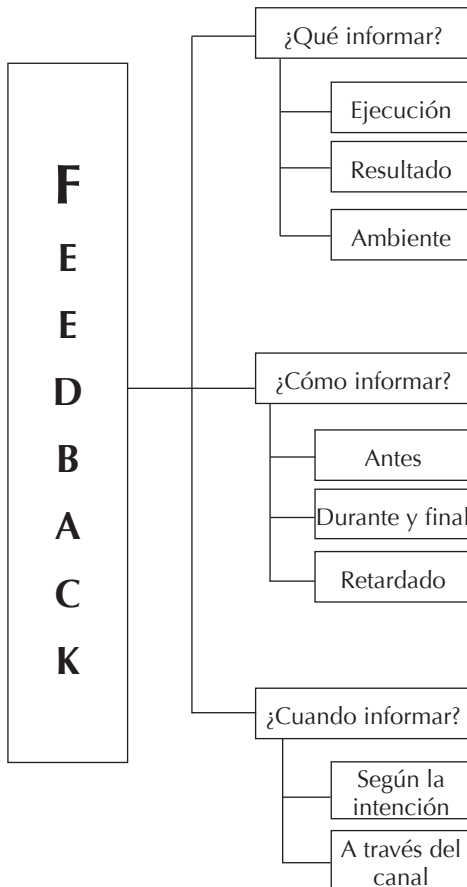 FEEDBACK
¿Qué informar?
Ejecución
Resultado
Ambiente
¿Cómo informar?
Antes
Durante y final
Retardado
¿Cuando informar?
Según la
intención
A través del
canal